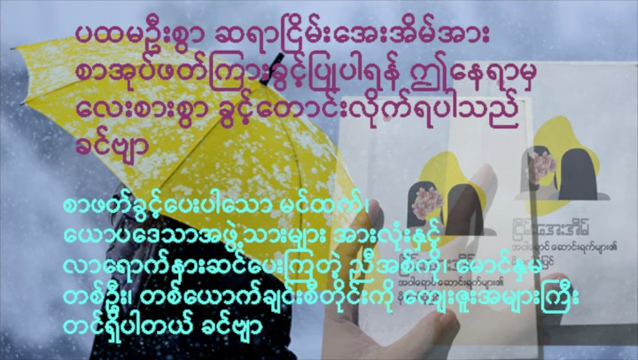 ပထမဦးစွာ ဆရာငြိမ်းအေးအိမ်အား
စာအုပ်ဖတ်ကြားခွင့်ပြုပါရန် ဤနေရာမှ
လေးစားစွာ ခွင့်တောင်းလိုက်ရပါသည်
ခင်ဗျာ
စာဖတ်ခွင့်ပေးပါသော မင်ထက်၊
ယောပဒေသာအဖွဲ့သားများ အားလုံးနှင့်
လာရောက်နားဆင်ပေးကြတဲ့ ညီအစ်ကို၊ မောင်နှမ
တစ်ဦး၊ တစ်ယောက်ချင်းစီတိုင်းကို ကျေးဇူးအများကြီး
တင်ရှိပါတယ် ခင်ဗျာ